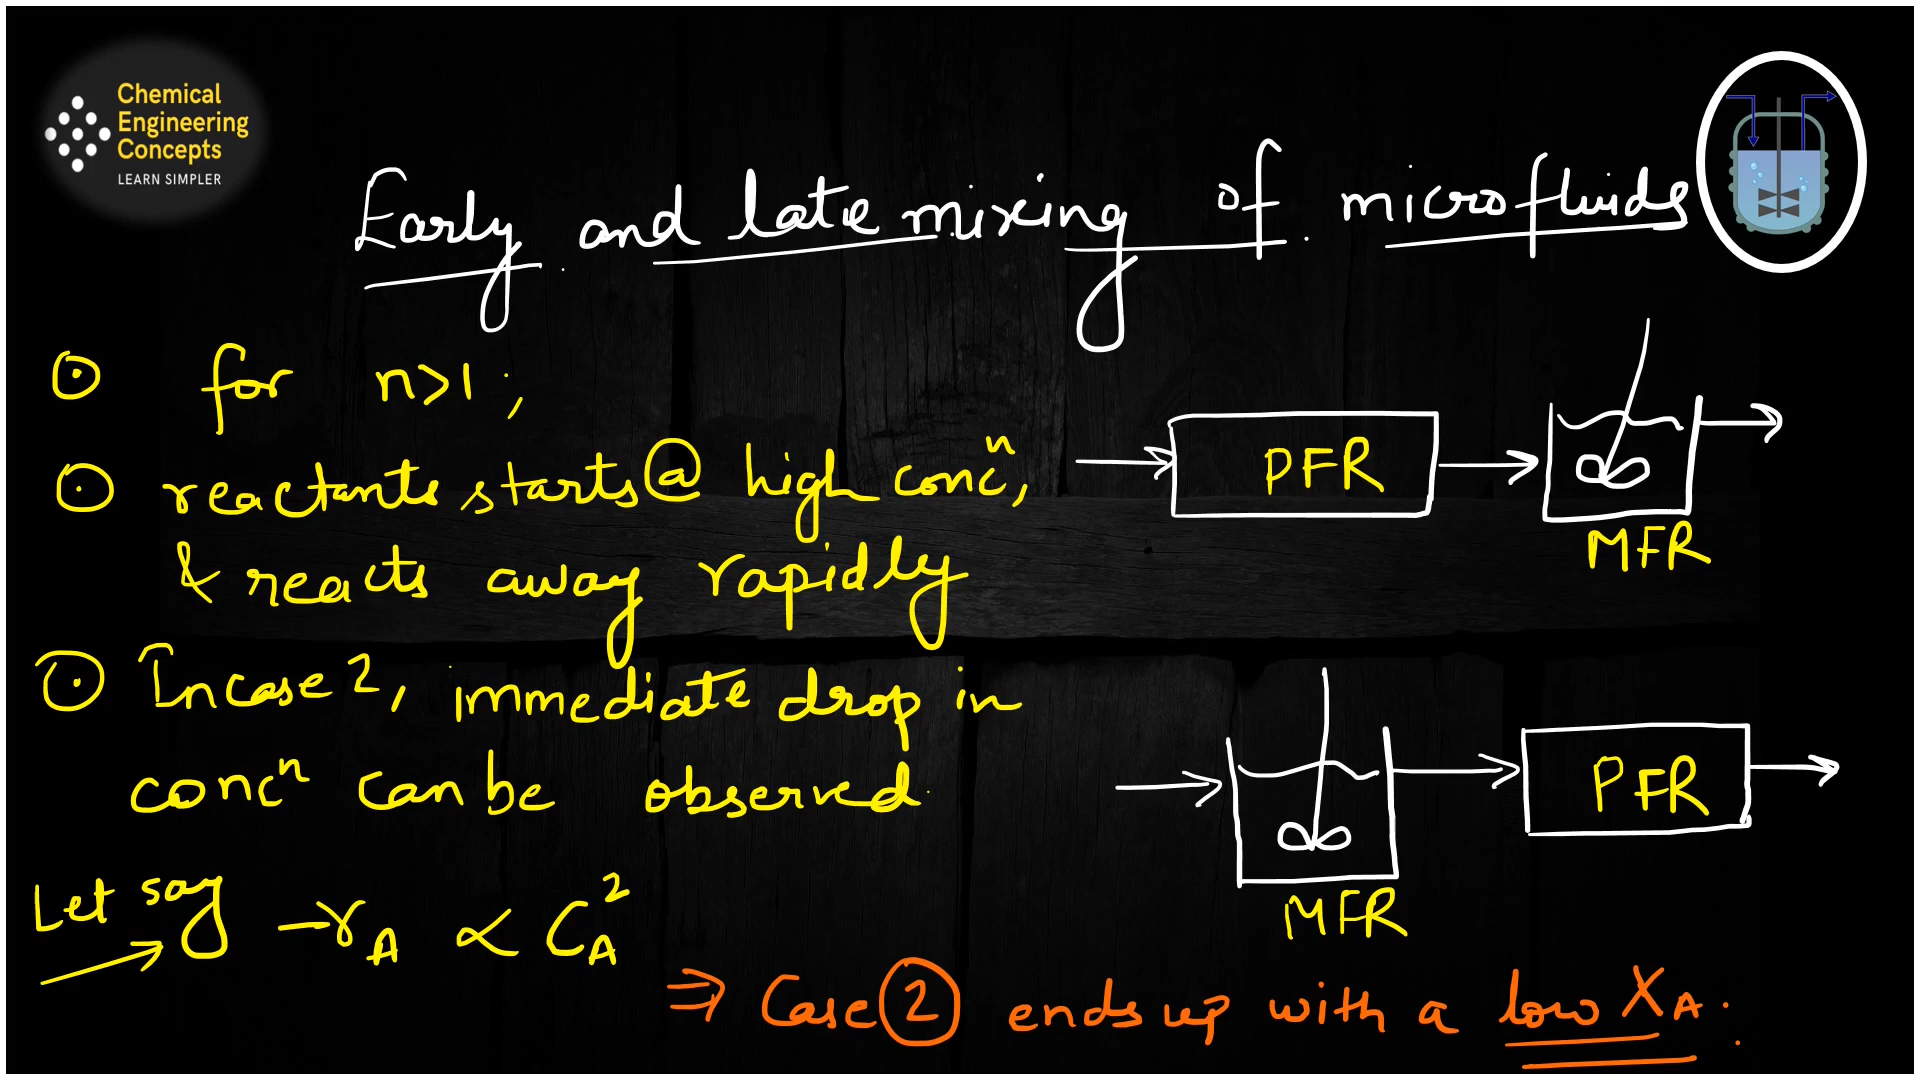 Chemical
Engineering
Concepts
LEARN SIMPLER
Early and late mixing of microfluids
for n>1;
reactants starts @ high concⁿ,
& reacts away rapidly
PFR
MFR
In case 2, immediate drop in
concⁿ can be observed.
MFR
PFR
Let say -rA ∝ CA²
⇒ Case 2 ends up with a low XA.